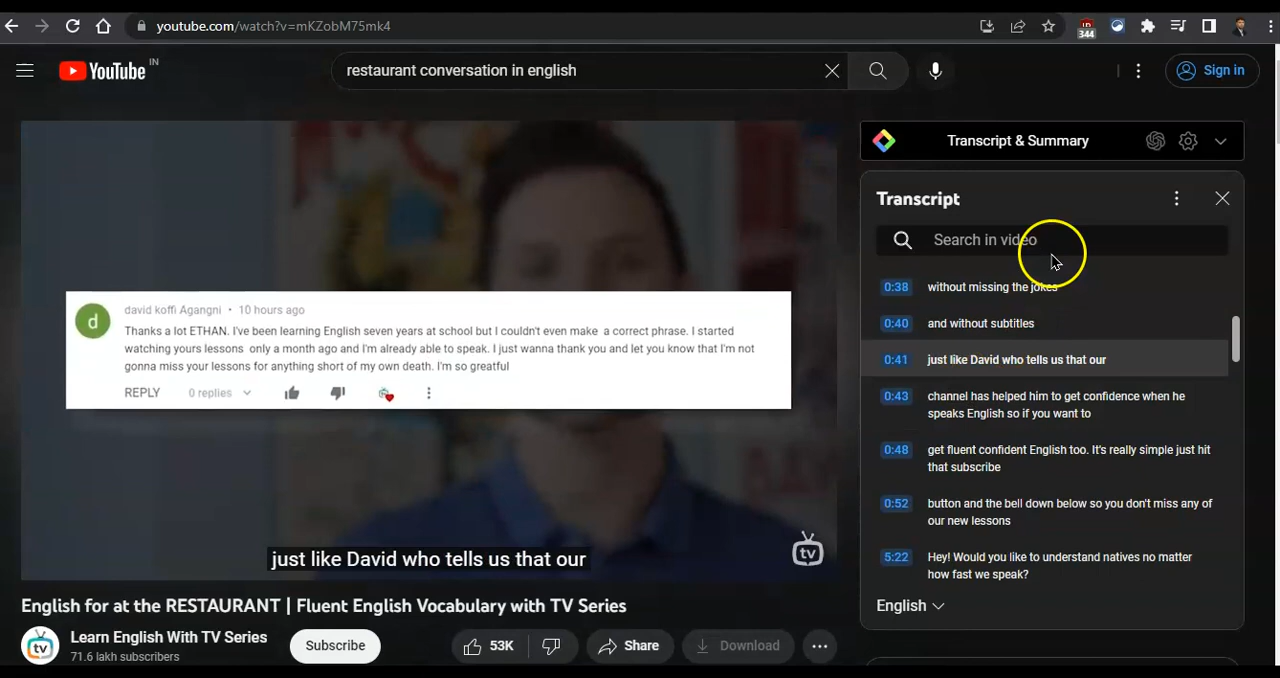 youtube.com/watch?v=mKZobM75mk4
344
YouTube IN
restaurant conversation in english
Sign in
Transcript & Summary
Transcript
Search in video
0:38 without missing the jokes
0:40 and without subtitles
0:41 just like David who tells us that our
0:43 channel has helped him to get confidence when he
speaks English so if you want to
0:48 get fluent confident English too. It's really simple just hit
that subscribe
0:52 button and the bell down below so you don't miss any of
our new lessons
5:22 Hey! Would you like to understand natives no matter
how fast we speak?
English
d
david koffi Agangni • 10 hours ago
Thanks a lot ETHAN. I've been learning English seven years at school but I couldn't even make a correct phrase. I started
watching yours lessons only a month ago and I'm already able to speak. I just wanna thank you and let you know that I'm not
gonna miss your lessons for anything short of my own death. I'm so greatful
REPLY 0 replies
just like David who tells us that our
tv
English for at the RESTAURANT | Fluent English Vocabulary with TV Series
tv
Learn English With TV Series
71.6 lakh subscribers
Subscribe
53K
Share
Download